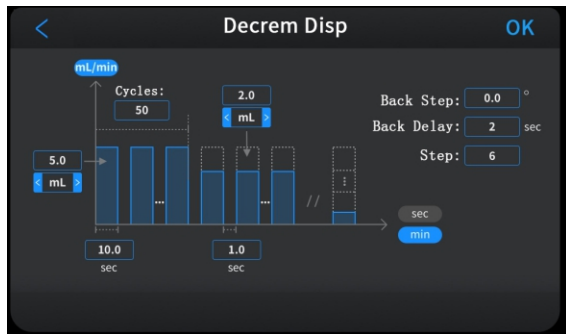 < Decrem Disp OK
mL/min
Cycles:
50
2.0
< mL >
Back Step: 0.0 °
Back Delay: 2 sec
Step: 6
5.0
< mL >
...
...
//
sec
min
10.0
sec
1.0
sec